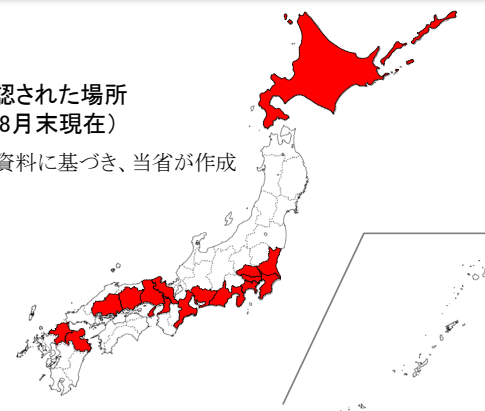 認された場所
8月末現在）
資料に基づき、当省が作成